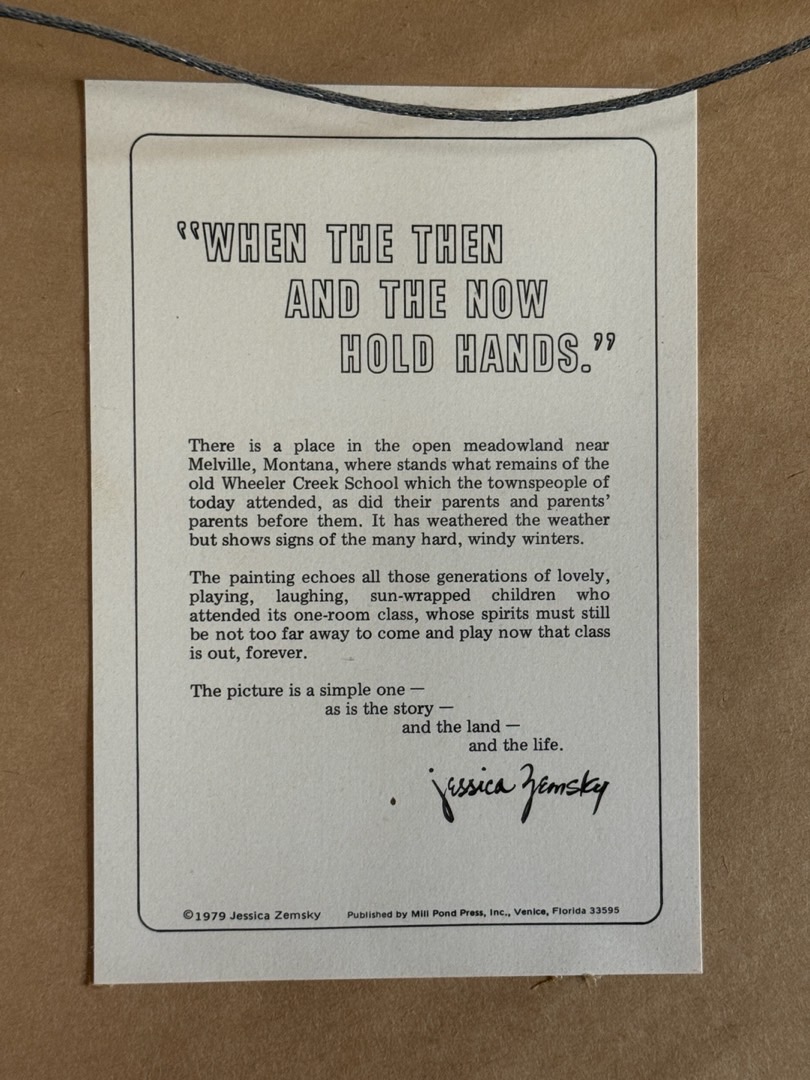 “WHEN THE THEN
AND THE NOW
HOLD HANDS.”
There is a place in the open meadowland near
Melville, Montana, where stands what remains of the
old Wheeler Creek School which the townspeople of
today attended, as did their parents and parents’
parents before them. It has weathered the weather
but shows signs of the many hard, windy winters.
The painting echoes all those generations of lovely,
playing, laughing, sun-wrapped children who
attended its one-room class, whose spirits must still
be not too far away to come and play now that class
is out, forever.
The picture is a simple one —
as is the story —
and the land —
and the life.
jessica Zemsky
©1979 Jessica Zemsky Published by Mill Pond Press, Inc., Venice, Florida 33595